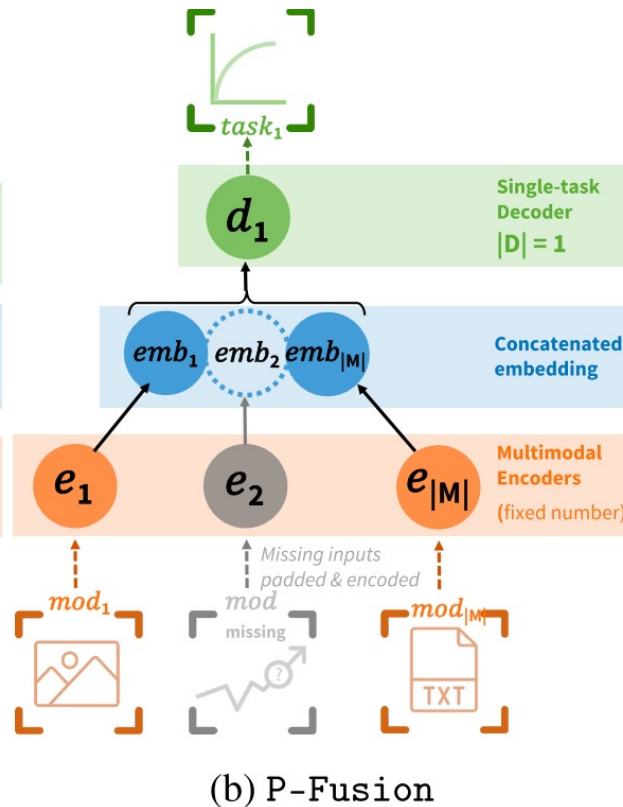 task₁
Single-task
Decoder
|D| = 1
d₁
emb₁ emb₂ emb|M|
Concatenated
embedding
e₁ e₂ e|M|
Multimodal
Encoders
(fixed number)
Missing inputs
padded & encoded
mod₁ mod mod|M|
missing
?
TXT
(b) P-Fusion